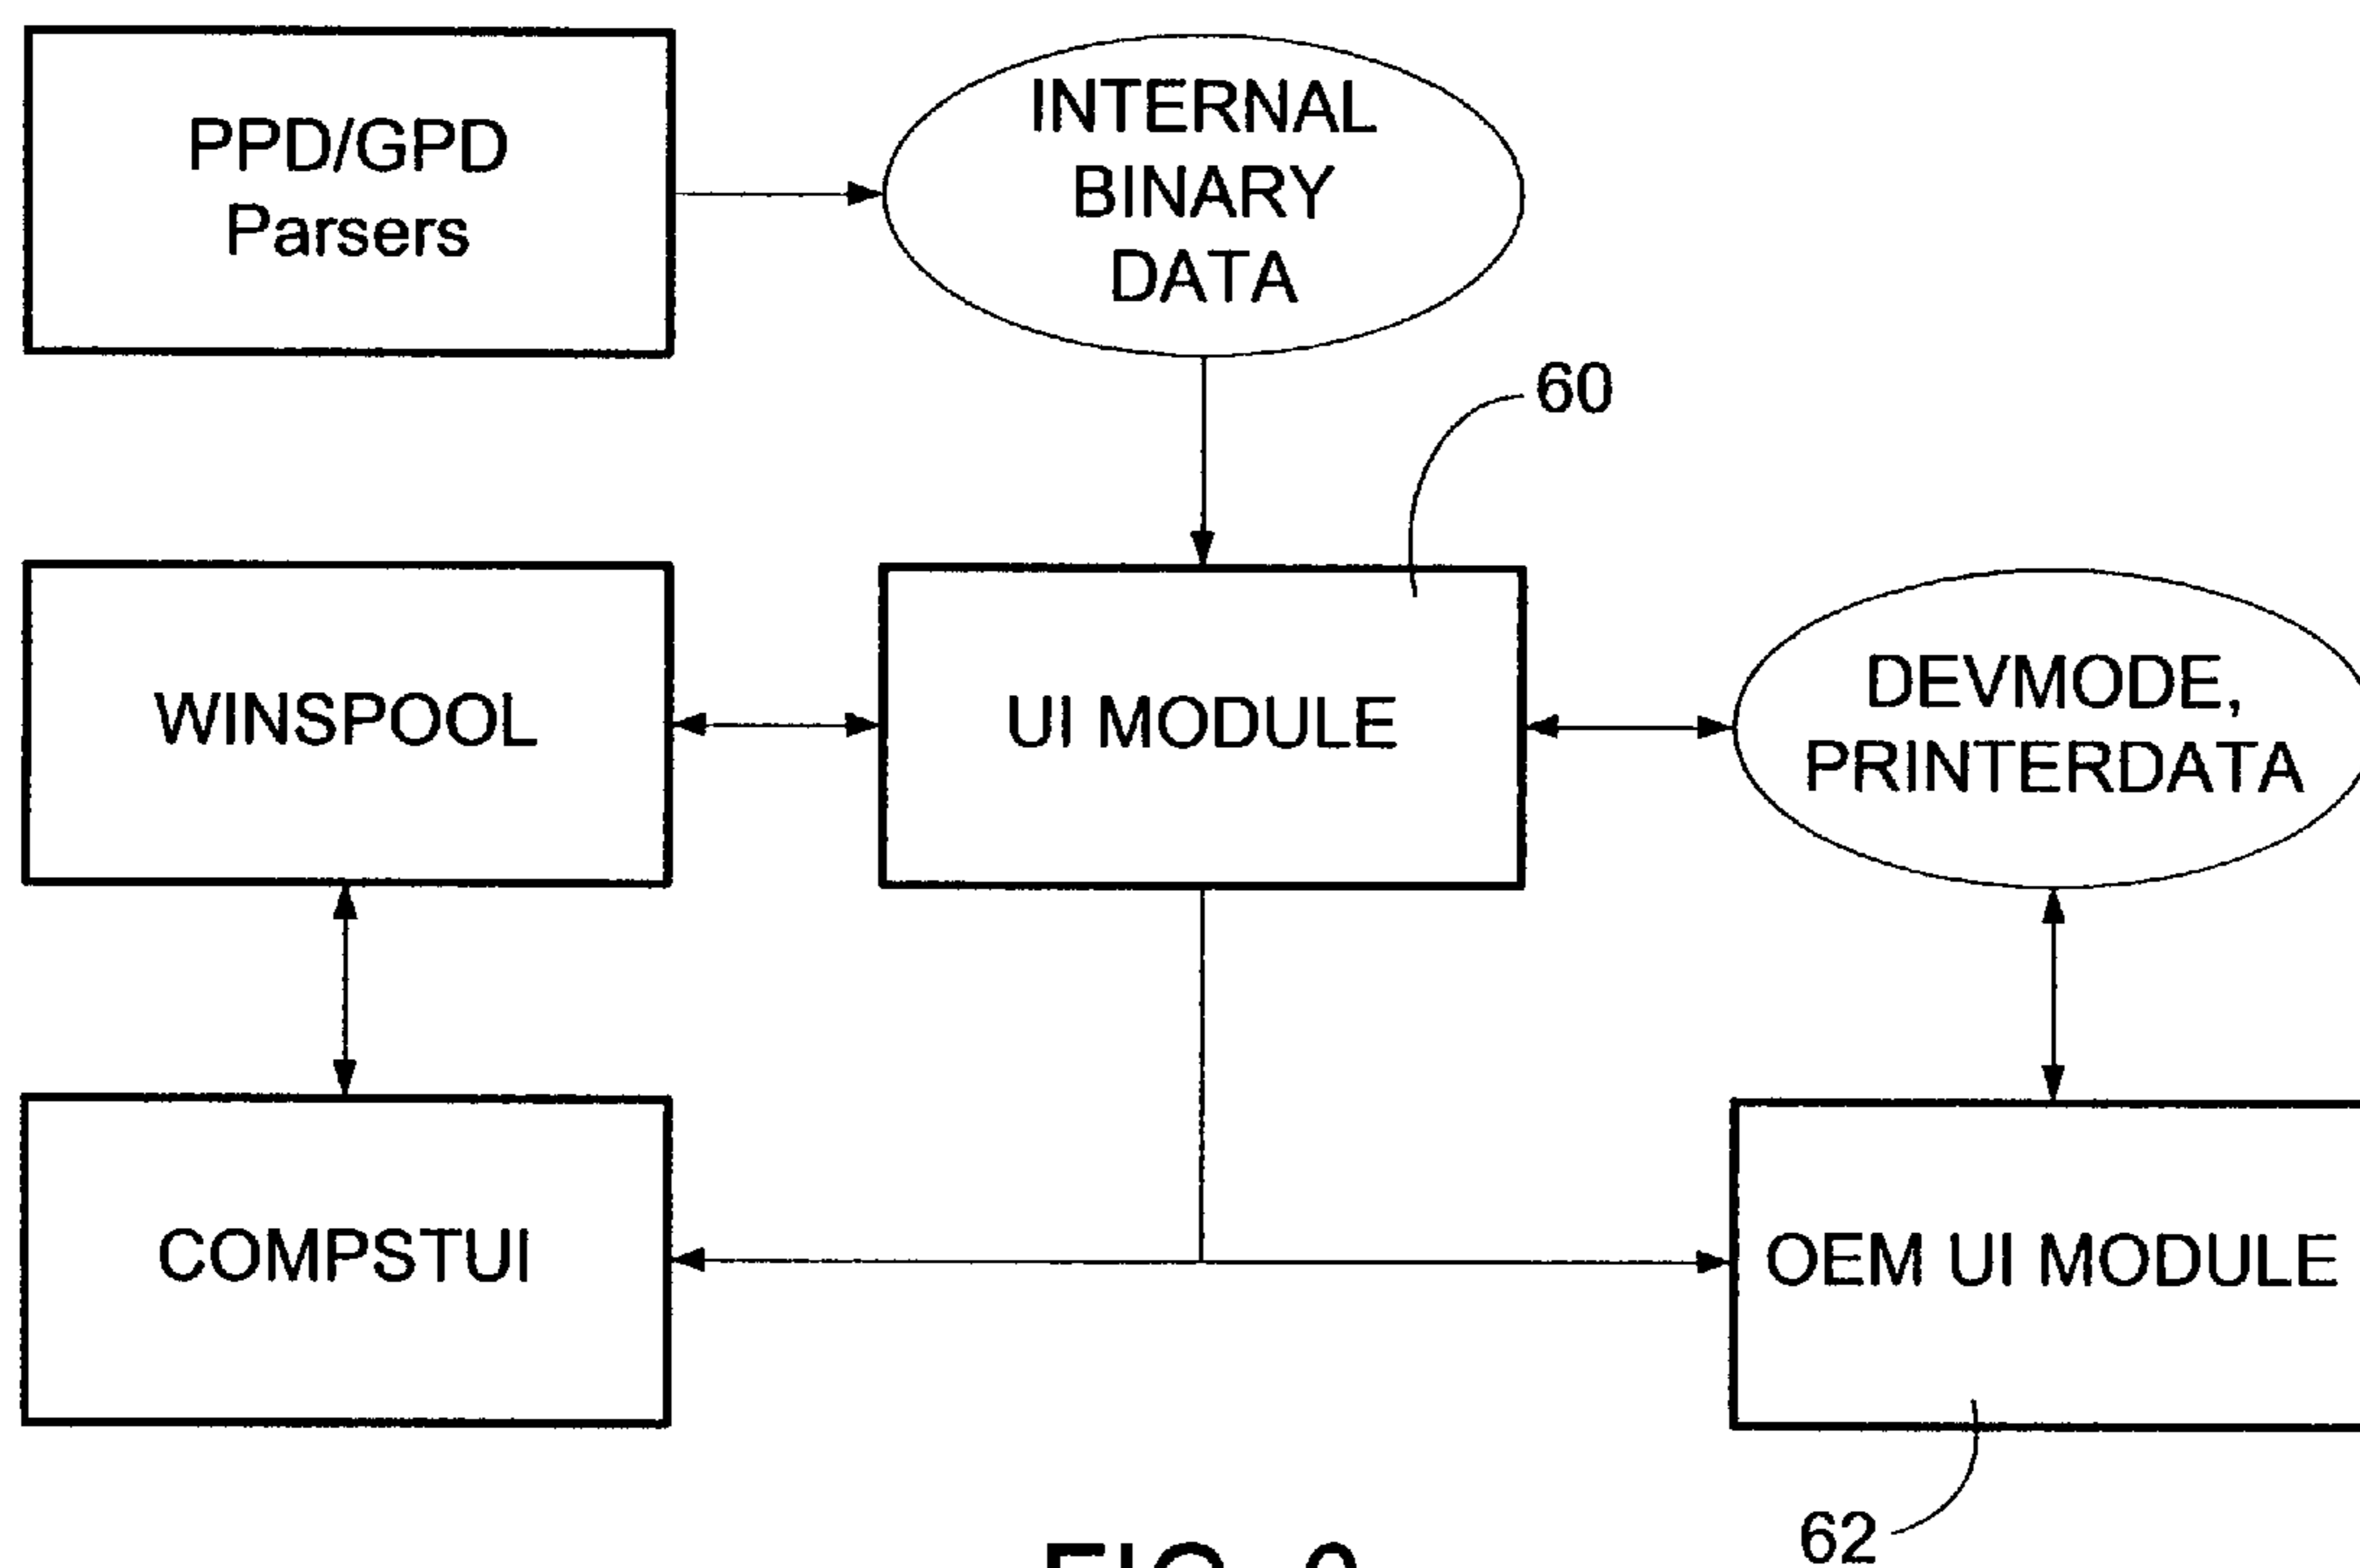 PPD/GPD
Parsers
INTERNAL
BINARY
DATA
60
WINSPOOL
UI MODULE
DEVMODE,
PRINTERDATA
COMPSTUI
OEM UI MODULE
62